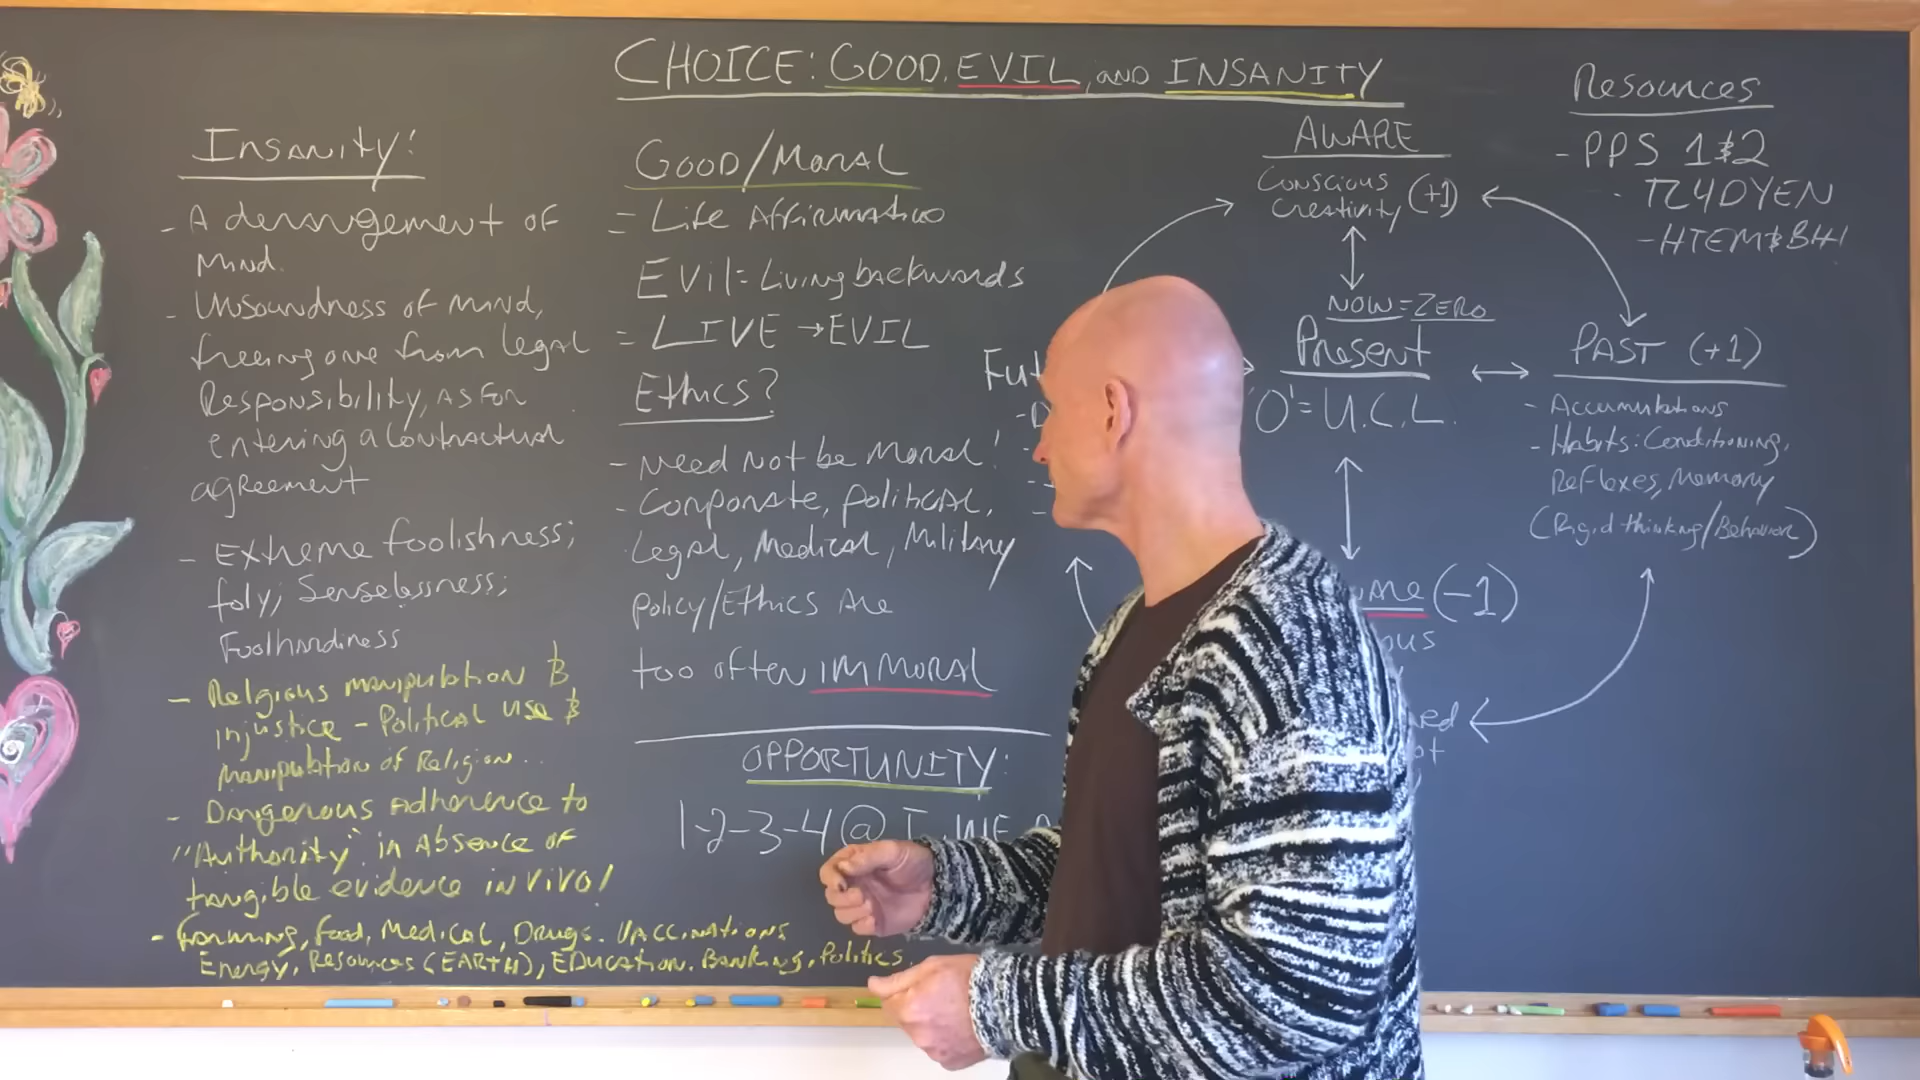 CHOICE: GOOD, EVIL, and INSANITY
Insanity!
- A derangement of
mind.
- Unsoundness of mind,
freeing one from legal
Responsibility, as for
entering a contractual
agreement
- Extreme foolishness;
foly; Senselessness;
Foolhardiness
- Religious manipulation &
injustice - Political use &
manipulation of Religion...
- Dangerous Adherence to
"Authority" in Absence of
tangible evidence in vivo!
- Farming, Food, Medical, Drugs. Vaccinations
Energy, Resources (EARTH), Education. Banking, Politics.
Good/Moral
= Life Affirmative
Evil = Living backwards
= LIVE → EVIL
Ethics?
- Need Not be Moral!
- Corporate, political,
Legal, Medical, Military
policy/Ethics Are
too often IMMORAL
OPPORTUNITY:
1-2-3-4 @ I, WE
AWARE
Conscious
Creativity (+1)
NOW = ZERO
Present
'0' = U.C.L.
Fut
(-1)
PAST (+1)
- Accumulations
- Habits: Conditioning,
Reflexes, Memory
(Rigid thinking/Behavior)
Resources
- PPS 1&2
- TL4DYEN
- HTEM&BH!